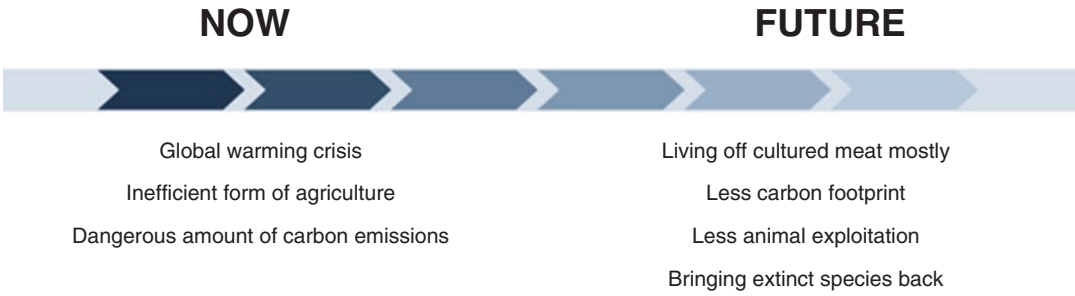 NOW
FUTURE
Global warming crisis
Inefficient form of agriculture
Dangerous amount of carbon emissions
Living off cultured meat mostly
Less carbon footprint
Less animal exploitation
Bringing extinct species back